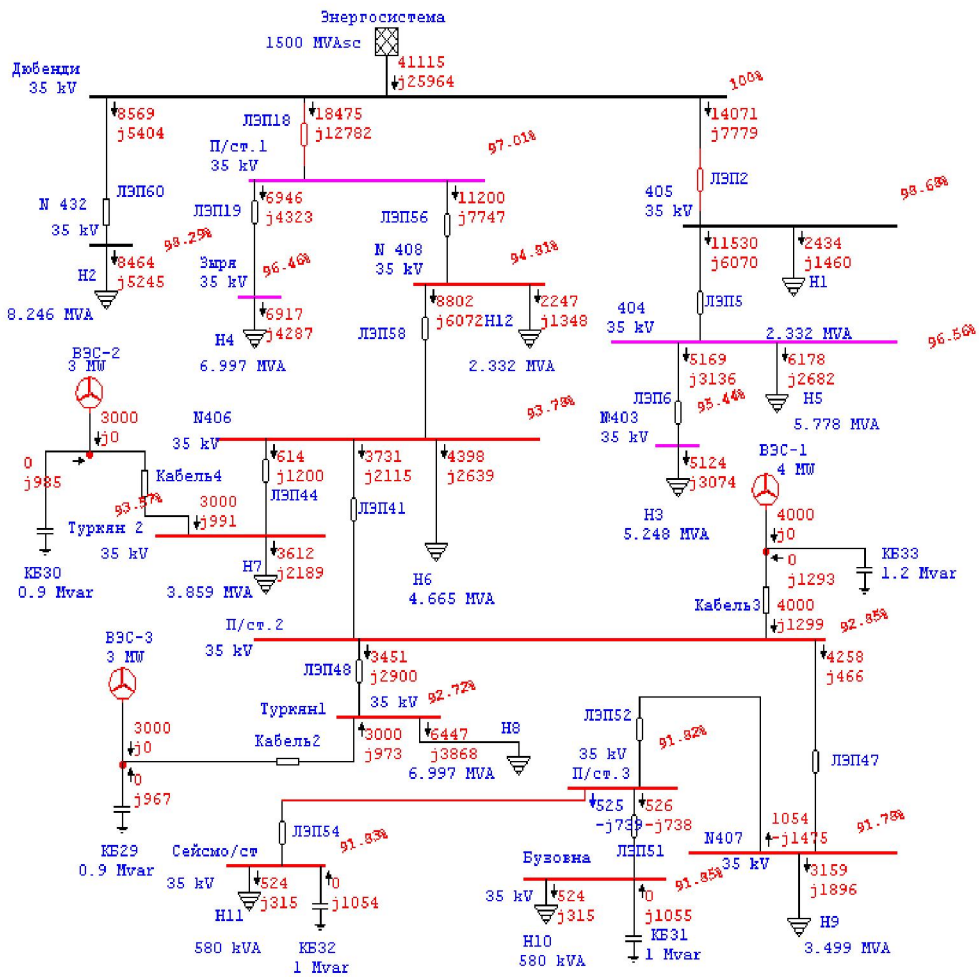 Энергосистема
1500 MVAsc
41115
j25964
Дюбенди
35 kV
100%
8569
j5404
ЛЭП18
18475
j12782
14071
j7779
П/ст.1
35 kV
97.01%
ЛЭП2
98.68%
405
35 kV
ЛЭП60
N 432
35 kV
98.29%
6946
j4323
ЛЭП19
11200
j7747
ЛЭП56
N 408
35 kV
94.81%
11530
j6070
2434
j1460
H1
8464
j5245
H2
8.246 MVA
Зыря
35 kV
96.46%
6917
j4287
H4
6.997 MVA
8802
j6072
ЛЭП58
2247
j1348
H12
2.332 MVA
ЛЭП5
404
35 kV
2.332 MVA
96.56%
ВЭС-2
3 MW
3000
j0
5169
j3136
ЛЭП6
95.44%
6178
j2682
H5
5.778 MVA
N406
35 kV
93.78%
№403
35 kV
5124
j3074
H3
5.248 MVA
0
j985
Кабель4
93.57%
3000
j991
Туркян 2
35 kV
614
j1200
ЛЭП44
3731
j2115
ЛЭП41
4398
j2639
H6
4.665 MVA
ВЭС-1
4 MW
4000
j0
0
j1293
КБ33
1.2 Mvar
КБ30
0.9 Mvar
H7
3612
j2189
3.859 MVA
Кабель3
4000
j1299
П/ст.2
35 kV
92.85%
ВЭС-3
3 MW
ЛЭП48
3451
j2900
4258
j466
35 kV
92.72%
Туркян1
3000
j0
Кабель2
3000
j973
6447
j3868
H8
6.997 MVA
ЛЭП52
91.82%
35 kV
П/ст.3
ЛЭП47
0
j967
КБ29
0.9 Mvar
525
-j739
526
-j738
ЛЭП51
1054
-j1475
91.78%
N407
35 kV
ЛЭП54
91.83%
Сейсмо/ст
35 kV
524
j315
H11
580 kVA
0
j1054
КБ32
1 Mvar
Бузовна
91.85%
35 kV
524
j315
H10
580 kVA
0
j1055
КБ31
1 Mvar
3159
j1896
H9
3.499 MVA